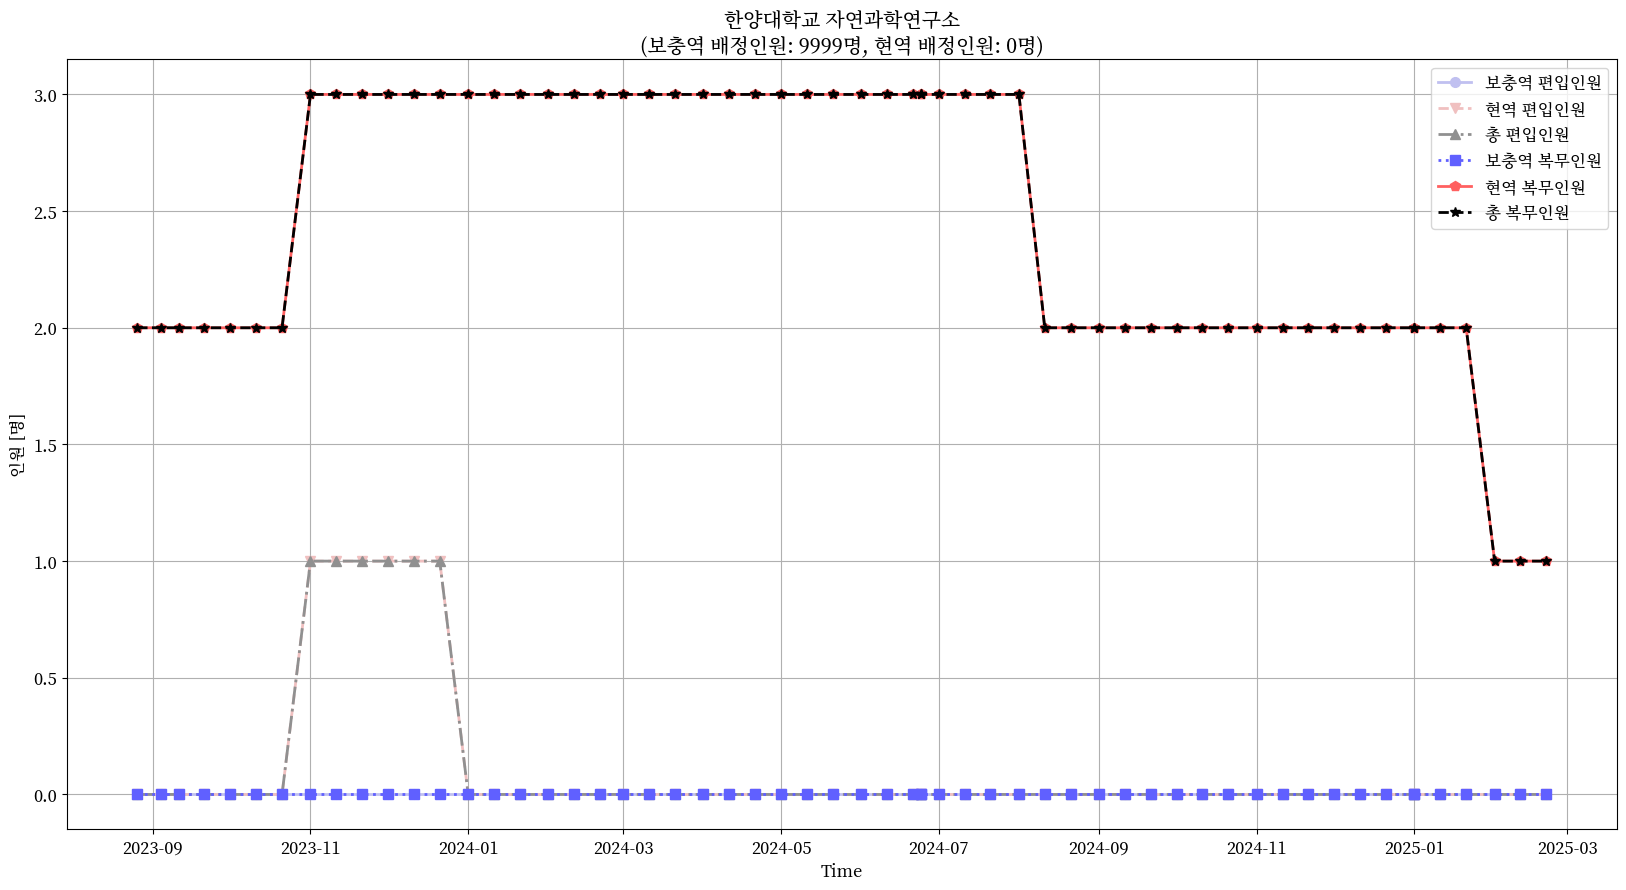 한양대학교 자연과학연구소
(보충역 배정인원: 9999명, 현역 배정인원: 0명)
보충역 편입인원
현역 편입인원
총 편입인원
보충역 복무인원
현역 복무인원
총 복무인원
인원 [명]
3.0
2.5
2.0
1.5
1.0
0.5
0.0
2023-09 2023-11 2024-01 2024-03 2024-05 2024-07 2024-09 2024-11 2025-01 2025-03
Time